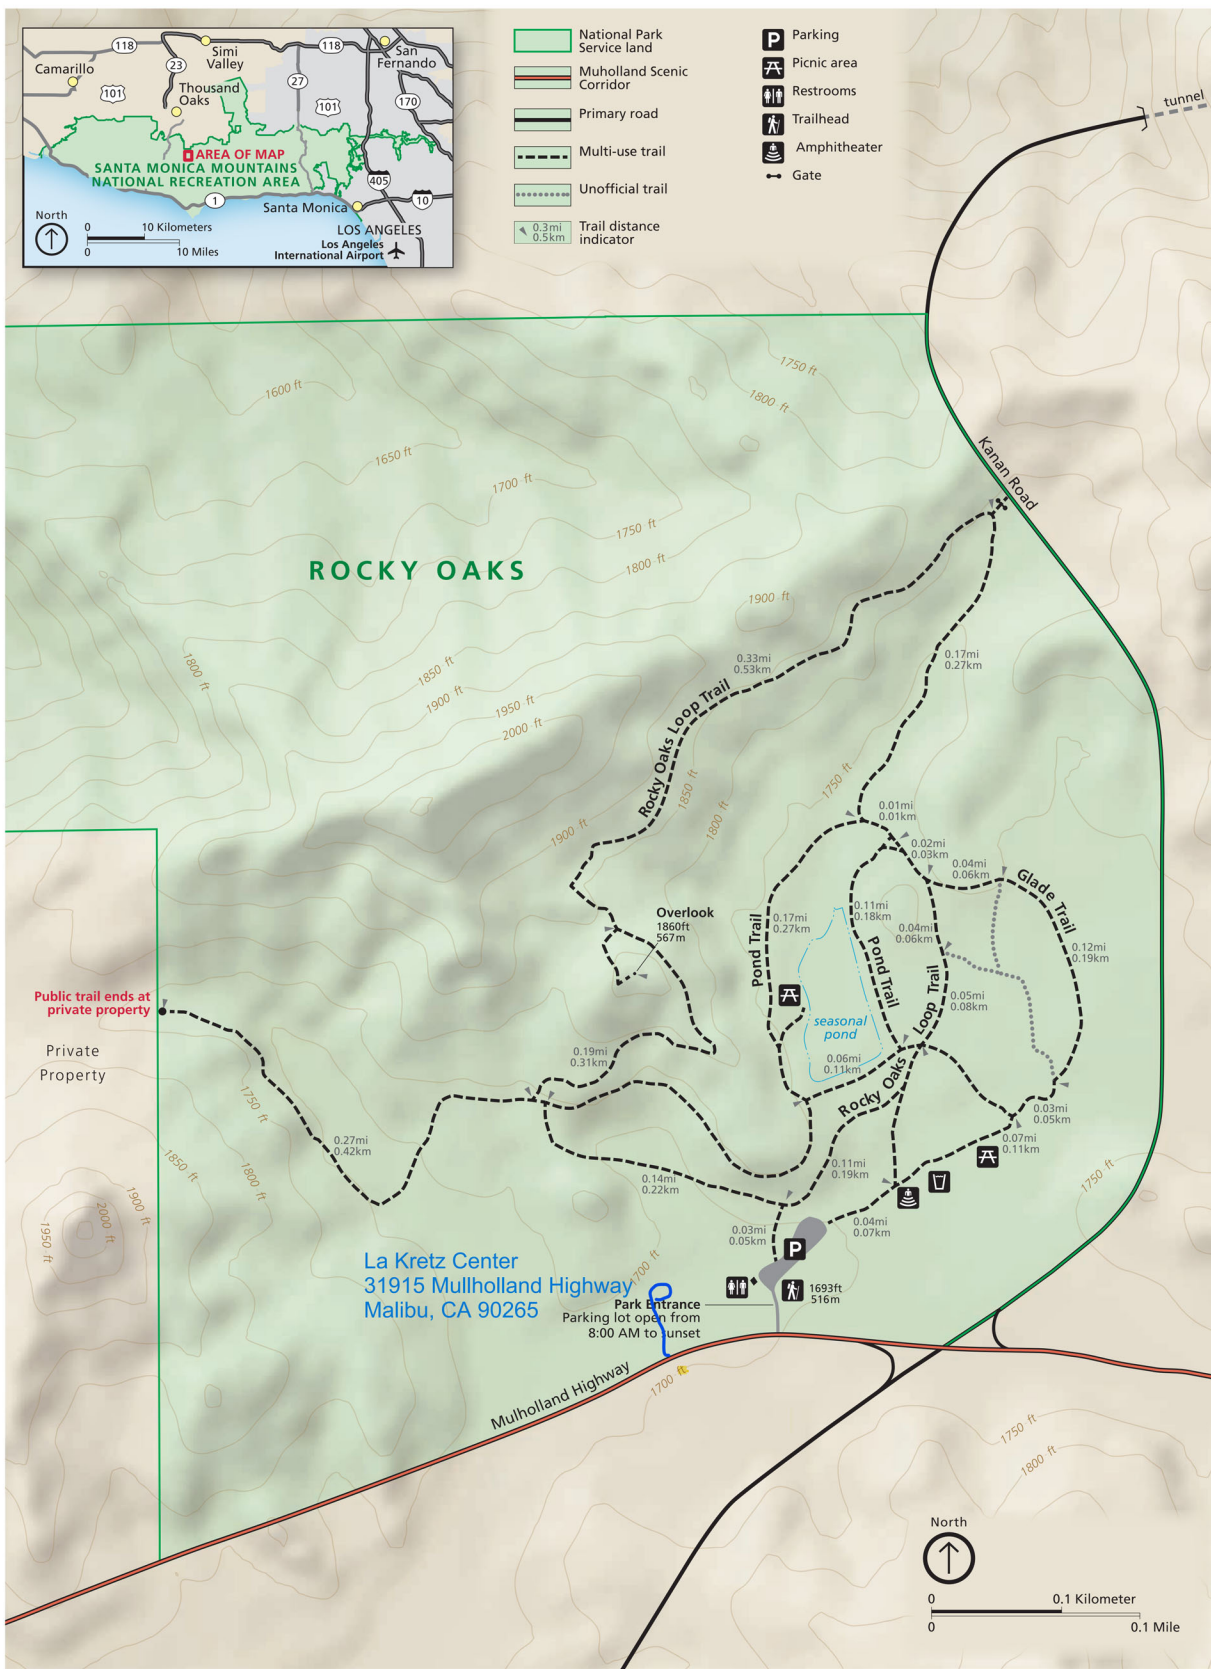 118
Simi
Valley
118
San
Fernando
Camarillo
23
27
101
Thousand
Oaks
101
170
AREA OF MAP
SANTA MONICA MOUNTAINS
NATIONAL RECREATION AREA
405
1
10
Santa Monica
North
0
10 Kilometers
0
10 Miles
LOS ANGELES
Los Angeles
International Airport
National Park
Service land
Muholland Scenic
Corridor
Primary road
Multi-use trail
Unofficial trail
0.3mi
0.5km
Trail distance
indicator
P
Parking
Picnic area
Restrooms
Trailhead
Amphitheater
Gate
tunnel
1750 ft
1600 ft
1800 ft
Kanan Road
1650 ft
1700 ft
1750 ft
1800 ft
ROCKY OAKS
1900 ft
1800 ft
1850 ft
1900 ft
1950 ft
2000 ft
0.33mi
0.53km
0.17mi
0.27km
Rocky Oaks Loop Trail
1850 ft
1800 ft
1750 ft
1900 ft
0.01mi
0.01km
0.02mi
0.03km
0.04mi
0.06km
Glade Trail
Overlook
1860ft
567m
0.17mi
0.27km
0.11mi
0.18km
0.04mi
0.06km
0.12mi
0.19km
Pond Trail
Pond Trail
Public trail ends at
private property
0.05mi
0.08km
seasonal
pond
Private
Property
0.19mi
0.31km
0.06mi
0.11km
Rocky Oaks Loop Trail
1750 ft
0.03mi
0.05km
0.27mi
0.42km
0.07mi
0.11km
1850 ft
1800 ft
0.14mi
0.22km
0.11mi
0.19km
1750 ft
1900 ft
2000 ft
1950 ft
0.03mi
0.05km
0.04mi
0.07km
P
La Kretz Center
31915 Mullholland Highway
Malibu, CA 90265
1700 ft
1693ft
516m
Park Entrance
Parking lot open from
8:00 AM to sunset
Mulholland Highway
1700 ft
1750 ft
1800 ft
North
0
0.1 Kilometer
0
0.1 Mile